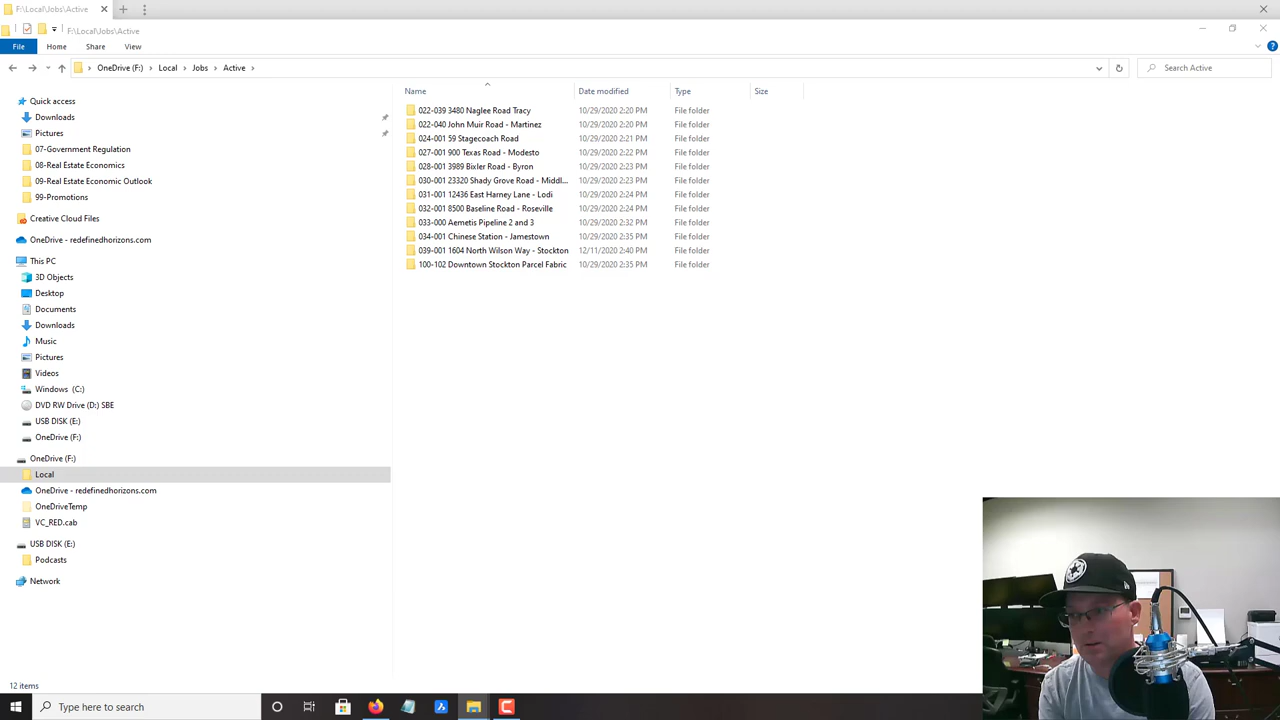 F:\Local\Jobs\Active
F:\Local\Jobs\Active
File Home Share View
OneDrive (F:) Local Jobs Active
Search Active
Name Date modified Type Size
Quick access
Downloads
Pictures
07-Government Regulation
08-Real Estate Economics
09-Real Estate Economic Outlook
99-Promotions
Creative Cloud Files
OneDrive - redefinedhorizons.com
This PC
3D Objects
Desktop
Documents
Downloads
Music
Pictures
Videos
Windows (C:)
DVD RW Drive (D:) SBE
USB DISK (E:)
OneDrive (F:)
OneDrive (F:)
Local
OneDrive - redefinedhorizons.com
OneDriveTemp
VC_RED.cab
USB DISK (E:)
Podcasts
Network
022-039 3480 Naglee Road Tracy 10/29/2020 2:20 PM File folder
022-040 John Muir Road - Martinez 10/29/2020 2:20 PM File folder
024-001 59 Stagecoach Road 10/29/2020 2:21 PM File folder
027-001 900 Texas Road - Modesto 10/29/2020 2:22 PM File folder
028-001 3989 Bixler Road - Byron 10/29/2020 2:23 PM File folder
030-001 23320 Shady Grove Road - Middl... 10/29/2020 2:23 PM File folder
031-001 12436 East Harney Lane - Lodi 10/29/2020 2:24 PM File folder
032-001 8500 Baseline Road - Roseville 10/29/2020 2:24 PM File folder
033-000 Aemetis Pipeline 2 and 3 10/29/2020 2:32 PM File folder
034-001 Chinese Station - Jamestown 10/29/2020 2:35 PM File folder
039-001 1604 North Wilson Way - Stockton 12/11/2020 2:40 PM File folder
100-102 Downtown Stockton Parcel Fabric 10/29/2020 2:35 PM File folder
12 items
Type here to search